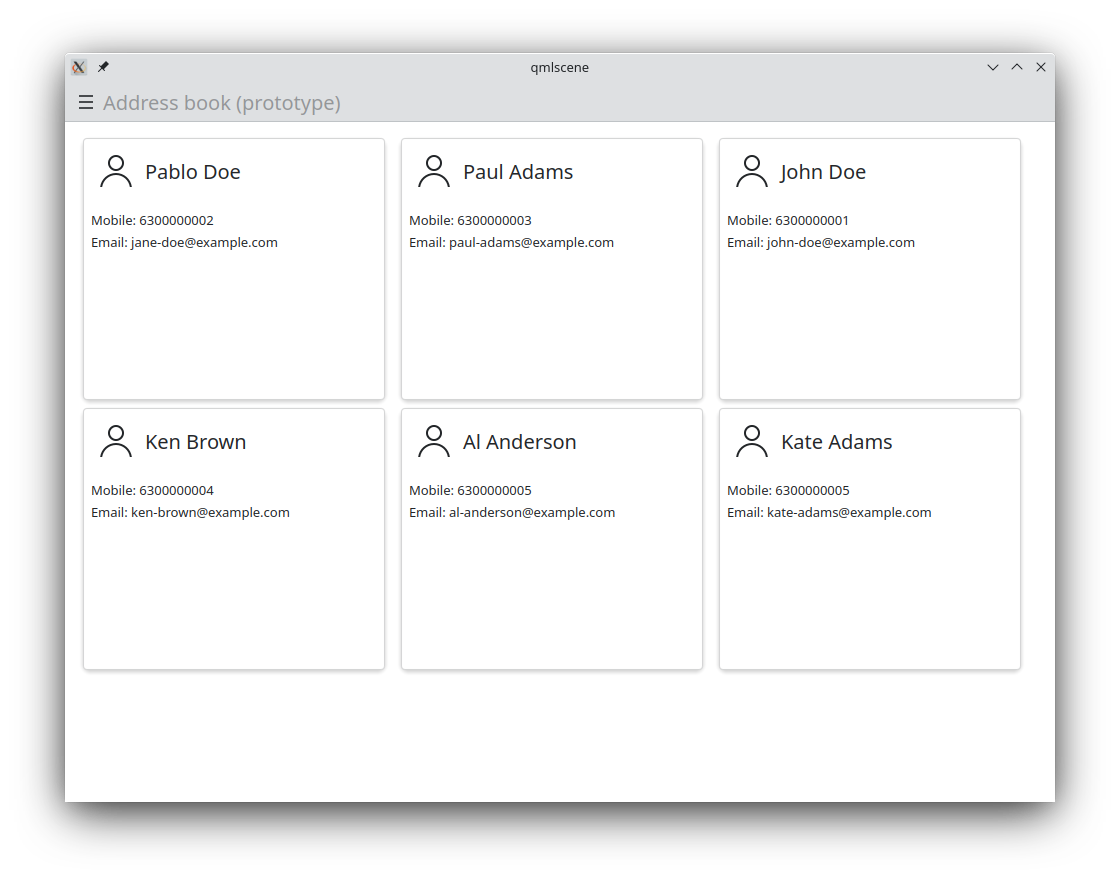 qmlscene
Address book (prototype)
Pablo Doe
Mobile: 6300000002
Email: jane-doe@example.com
Paul Adams
Mobile: 6300000003
Email: paul-adams@example.com
John Doe
Mobile: 6300000001
Email: john-doe@example.com
Ken Brown
Mobile: 6300000004
Email: ken-brown@example.com
Al Anderson
Mobile: 6300000005
Email: al-anderson@example.com
Kate Adams
Mobile: 6300000005
Email: kate-adams@example.com